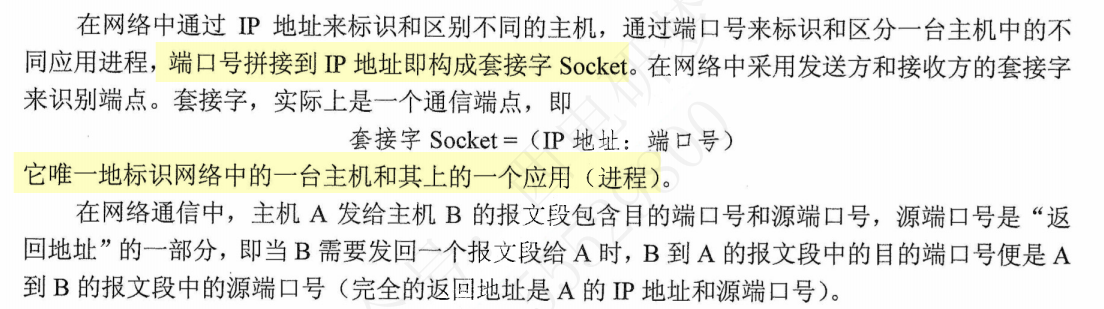 在网络中通过 IP 地址来标识和区别不同的主机，通过端口号来标识和区分一台主机中的不
同应用进程，端口号拼接到 IP 地址即构成套接字 Socket。在网络中采用发送方和接收方的套接字
来识别端点。套接字，实际上是一个通信端点，即
套接字 Socket =（IP 地址：端口号）
它唯一地标识网络中的一台主机和其上的一个应用（进程）。
在网络通信中，主机 A 发给主机 B 的报文段包含目的端口号和源端口号，源端口号是“返
回地址”的一部分，即当 B 需要发回一个报文段给 A 时，B 到 A 的报文段中的目的端口号便是 A
到 B 的报文段中的源端口号（完全的返回地址是 A 的 IP 地址和源端口号）。